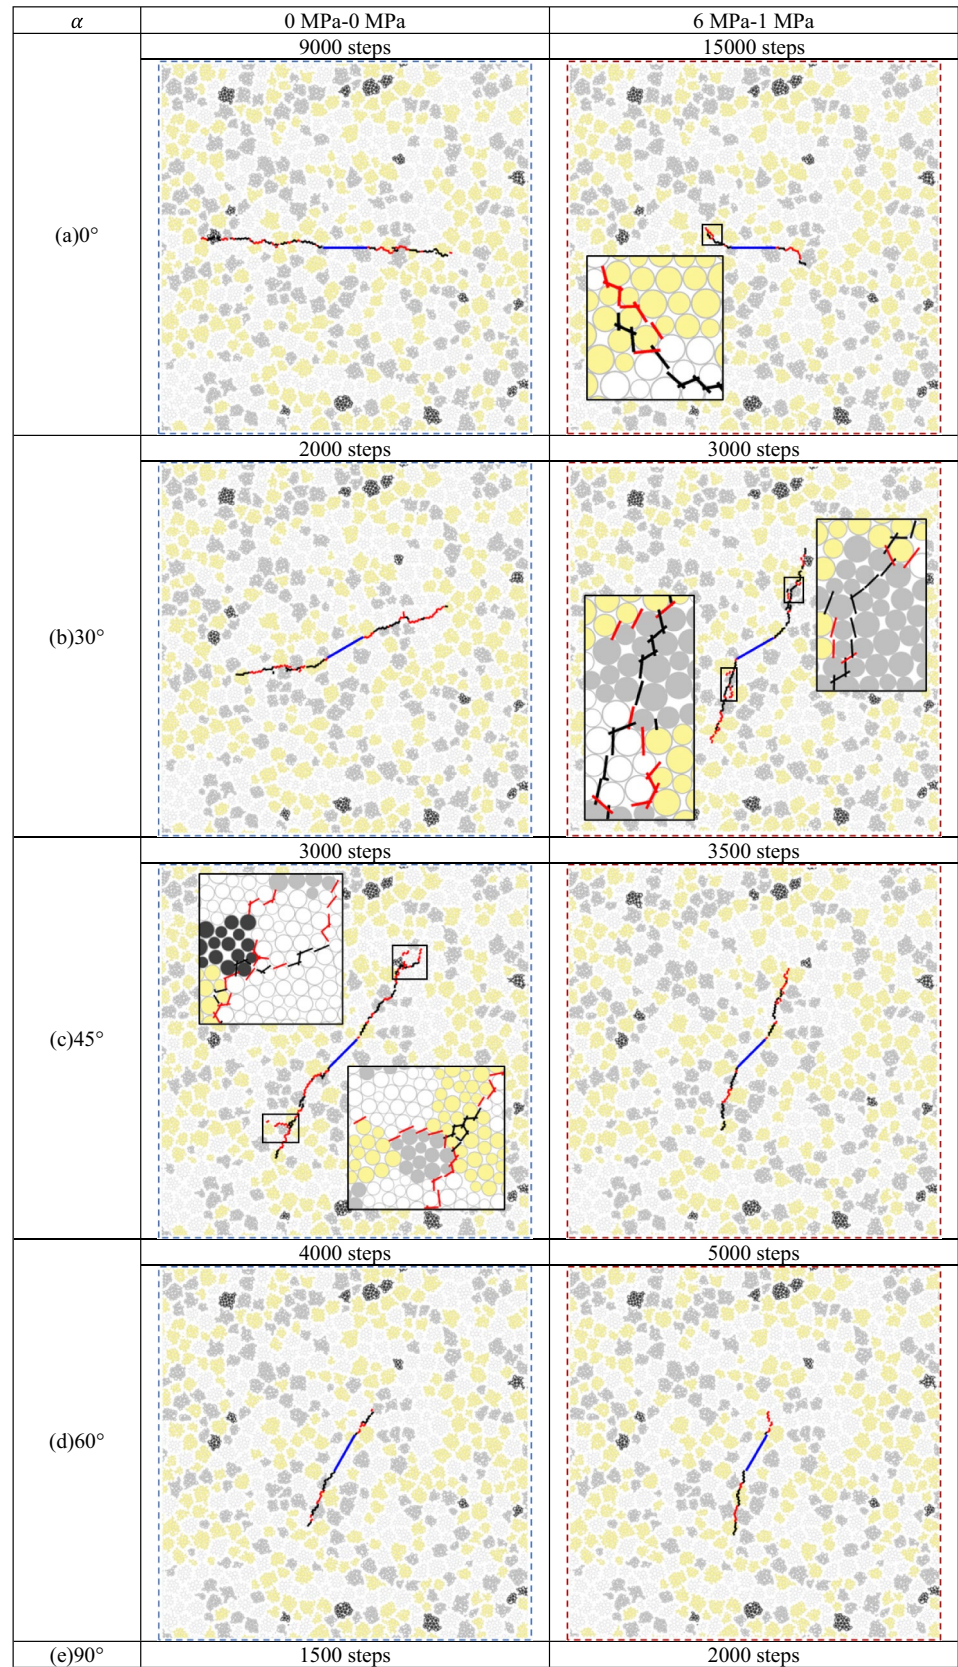 α 0 MPa-0 MPa 6 MPa-1 MPa
9000 steps 15000 steps
(a)0°
2000 steps 3000 steps
(b)30°
3000 steps 3500 steps
(c)45°
4000 steps 5000 steps
(d)60°
(e)90° 1500 steps 2000 steps